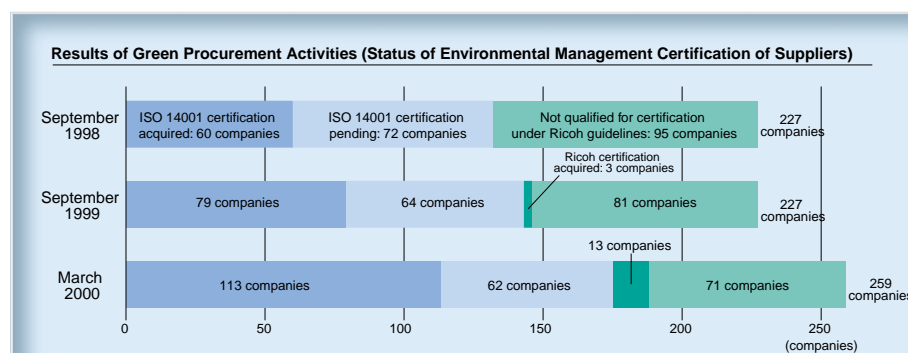 Results of Green Procurement Activities (Status of Environmental Management Certification of Suppliers)
September
1998
ISO 14001 certification
acquired: 60 companies
ISO 14001 certification
pending: 72 companies
Not qualified for certification
under Ricoh guidelines: 95 companies
227
companies
Ricoh certification
acquired: 3 companies
September
1999
79 companies
64 companies
81 companies
227
companies
13 companies
March
2000
113 companies
62 companies
71 companies
259
companies
0
50
100
150
200
250
(companies)